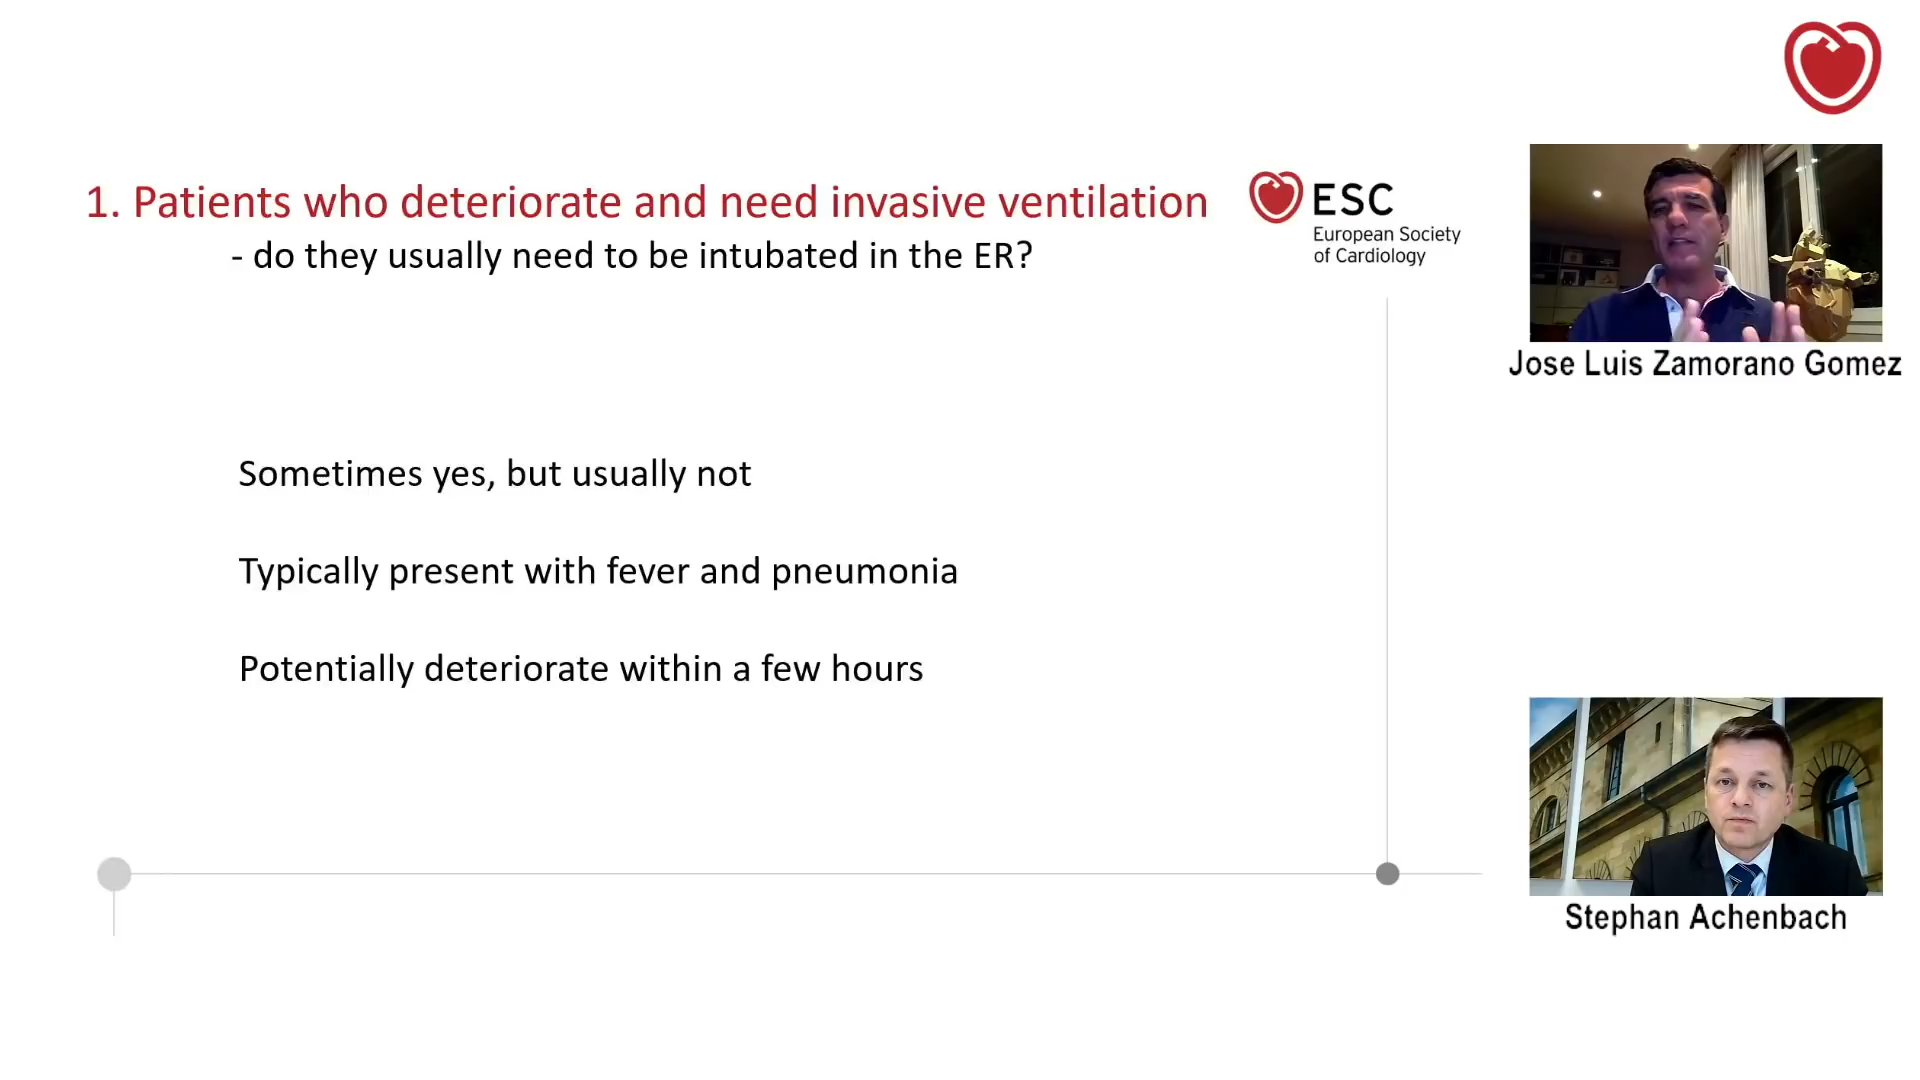 1. Patients who deteriorate and need invasive ventilation
- do they usually need to be intubated in the ER?
ESC
European Society
of Cardiology
Jose Luis Zamorano Gomez
Sometimes yes, but usually not
Typically present with fever and pneumonia
Potentially deteriorate within a few hours
Stephan Achenbach